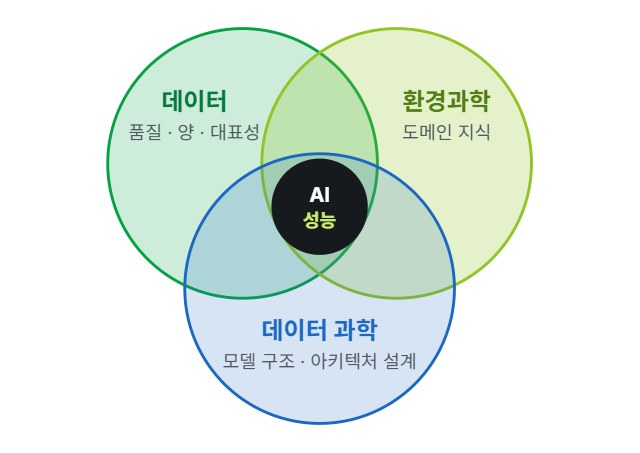 데이터
품질 · 양 · 대표성
환경과학
도메인 지식
AI
성능
데이터 과학
모델 구조 · 아키텍처 설계